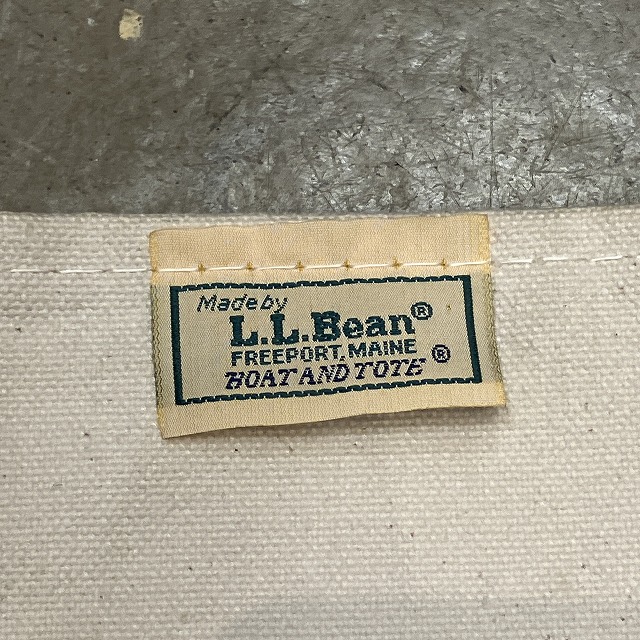 Made by
L.L.Bean®
FREEPORT, MAINE
BOAT AND TOTE ®